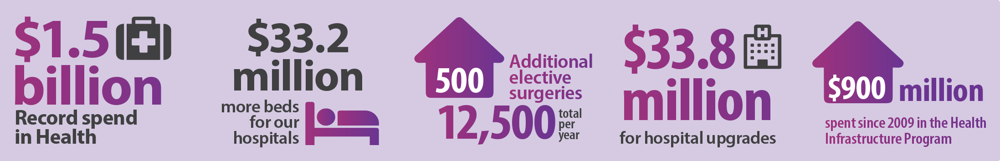 $1.5
billion
Record spend
in Health
$33.2
million
more beds
for our
hospitals
500
Additional
elective
surgeries
12,500
total
per
year
$33.8
H
million
for hospital upgrades
$900 million
spent since 2009 in the Health
Infrastructure Program